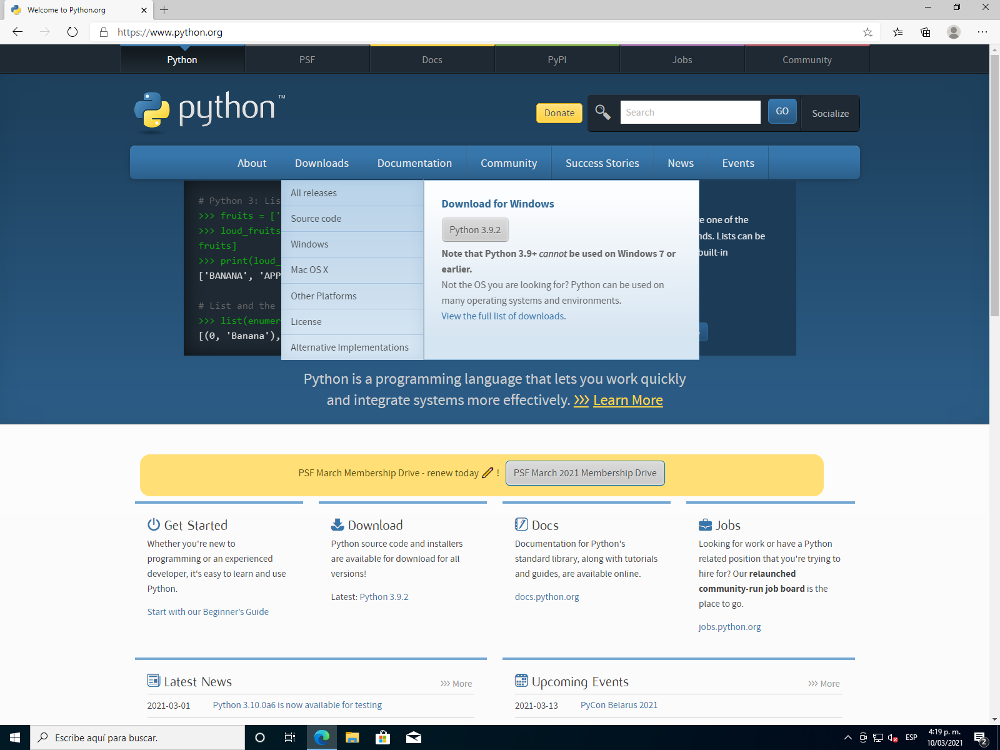 Welcome to Python.org
https://www.python.org
Python
PSF
Docs
PyPI
Jobs
Community
python™
Donate
Search
GO
Socialize
About
Downloads
Documentation
Community
Success Stories
News
Events
# Python 3: Lis
>>> fruits = ['
>>> loud_fruits
fruits]
>>> print(loud_
['BANANA', 'APP
# List and the
>>> list(enumer
[(0, 'Banana'),
All releases
Source code
Windows
Mac OS X
Other Platforms
License
Alternative Implementations
Download for Windows
Python 3.9.2
Note that Python 3.9+ cannot be used on Windows 7 or
earlier.
Not the OS you are looking for? Python can be used on
many operating systems and environments.
View the full list of downloads.
e one of the
nds. Lists can be
built-in
Python is a programming language that lets you work quickly
and integrate systems more effectively. >>> Learn More
PSF March Membership Drive - renew today !
PSF March 2021 Membership Drive
Get Started
Whether you're new to
programming or an experienced
developer, it's easy to learn and use
Python.
Start with our Beginner’s Guide
Download
Python source code and installers
are available for download for all
versions!
Latest: Python 3.9.2
Docs
Documentation for Python's
standard library, along with tutorials
and guides, are available online.
docs.python.org
Jobs
Looking for work or have a Python
related position that you're trying to
hire for? Our relaunched
community-run job board is the
place to go.
jobs.python.org
Latest News
>>> More
2021-03-01 Python 3.10.0a6 is now available for testing
Upcoming Events
>>> More
2021-03-13 PyCon Belarus 2021
Escribe aquí para buscar.
ESP
4:19 p. m.
10/03/2021
2